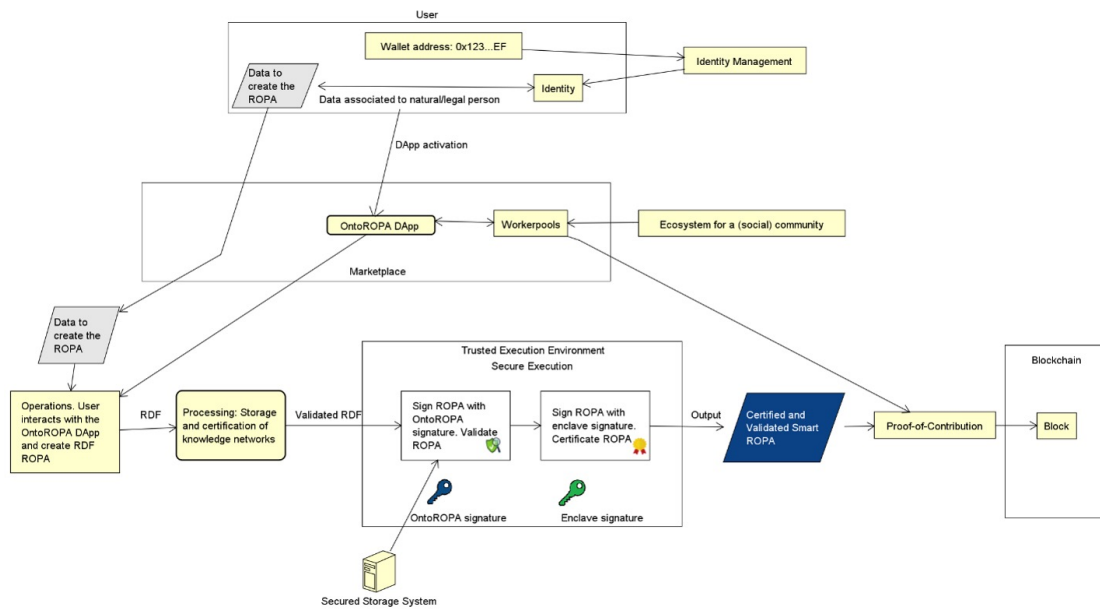 User
Wallet address: 0x123...EF
Identity Management
Data to
create the
ROPA
Identity
Data associated to natural/legal person
DApp activation
OntoROPA DApp
Workerpools
Ecosystem for a (social) community
Marketplace
Data to
create the
ROPA
Trusted Execution Environment
Secure Execution
Blockchain
Operations. User
interacts with the
OntoROPA DApp
and create RDF
ROPA
RDF
Processing: Storage
and certification of
knowledge networks
Validated RDF
Sign ROPA with
OntoROPA
signature. Validate
ROPA
Sign ROPA with
enclave signature.
Certificate ROPA
Output
Certified and
Validated Smart
ROPA
Proof-of-Contribution
Block
OntoROPA signature
Enclave signature
Secured Storage System